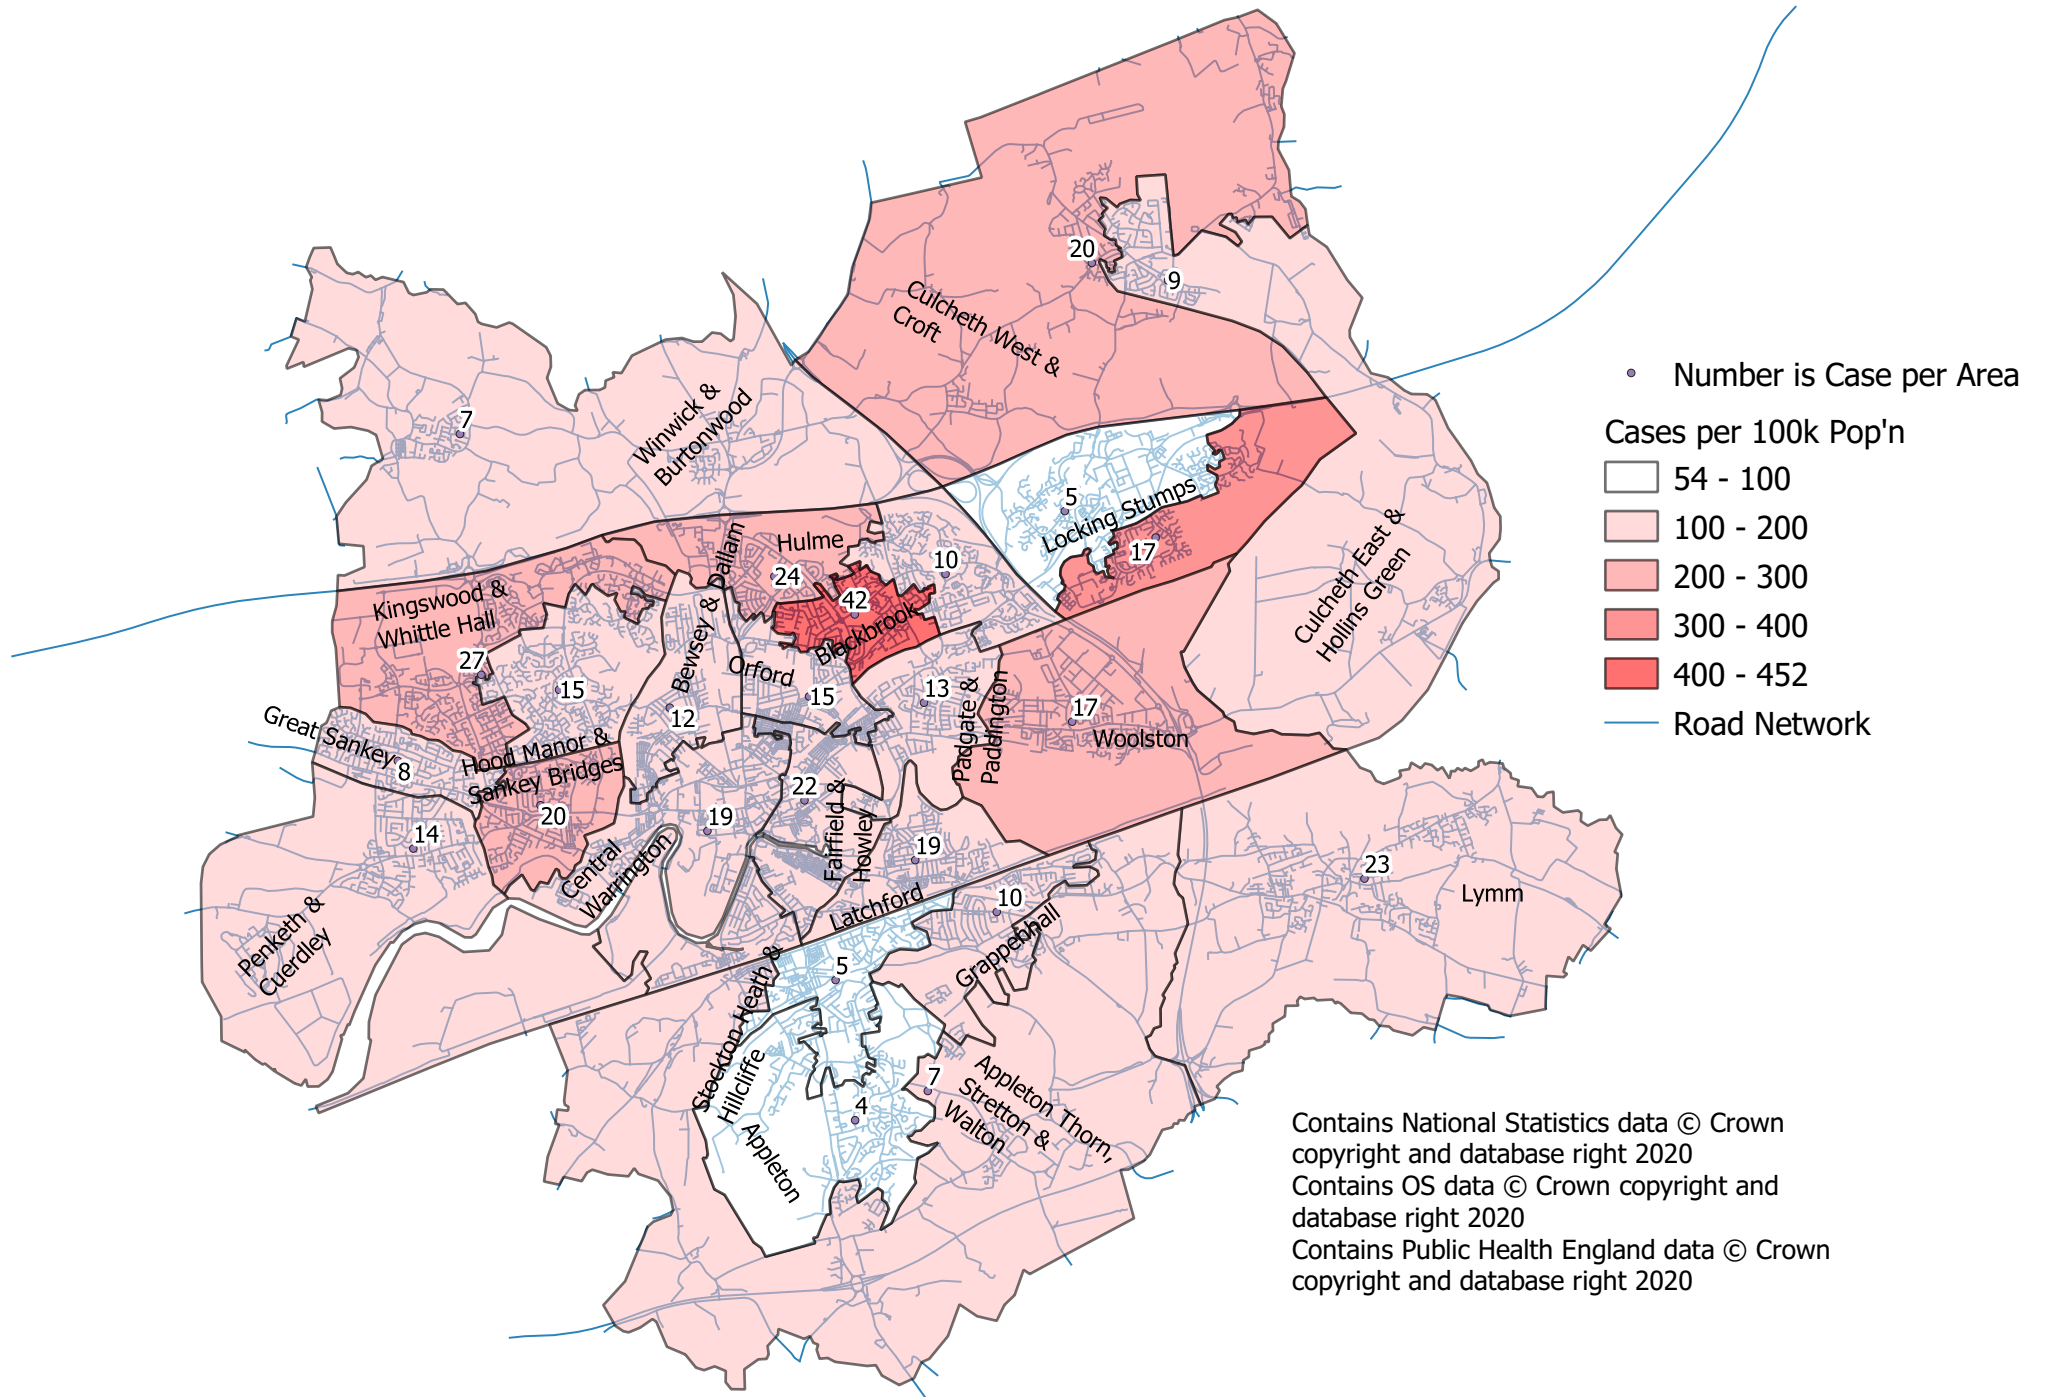 20
9
Culcheth West &
Croft
7
Winwick &
Burtonwood
5
Locking Stumps
17
Culcheth East &
Hollins Green
Hulme
24
10
42
Blackbrook
Kingswood &
Whittle Hall
27
15
Bewsey & Dallam
12
Orford
15
13
Padgate &
Paddington
17
Woolston
Great Sankey
8
Hood Manor &
Sankey Bridges
20
14
Penketh &
Cuerdley
19
Central
Warrington
22
Fairfield &
Howley
19
Latchford
10
Grappenhall
23
Lymm
5
Stockton Heath &
Hillcliffe
4
Appleton
7
Appleton Thorn,
Stretton &
Walton
Number is Case per Area
Cases per 100k Pop'n
54 - 100
100 - 200
200 - 300
300 - 400
400 - 452
Road Network
Contains National Statistics data © Crown
copyright and database right 2020
Contains OS data © Crown copyright and
database right 2020
Contains Public Health England data © Crown
copyright and database right 2020